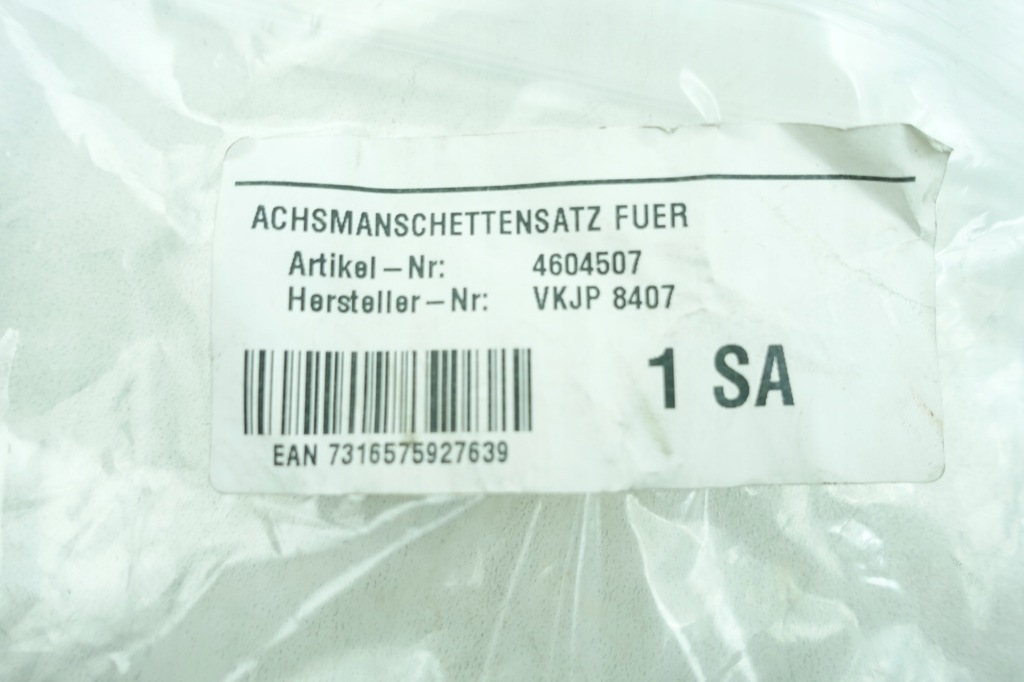 ACHSMANSCHETTENSATZ FUER
Artikel-Nr: 4604507
Hersteller-Nr: VKJP 8407
1 SA
EAN 7316575927639